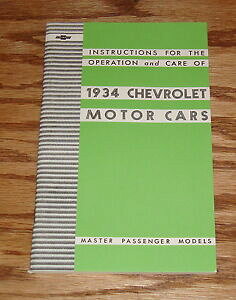 INSTRUCTIONS FOR THE
OPERATION and CARE OF
1934 CHEVROLET
MOTOR CARS
MASTER PASSENGER MODELS